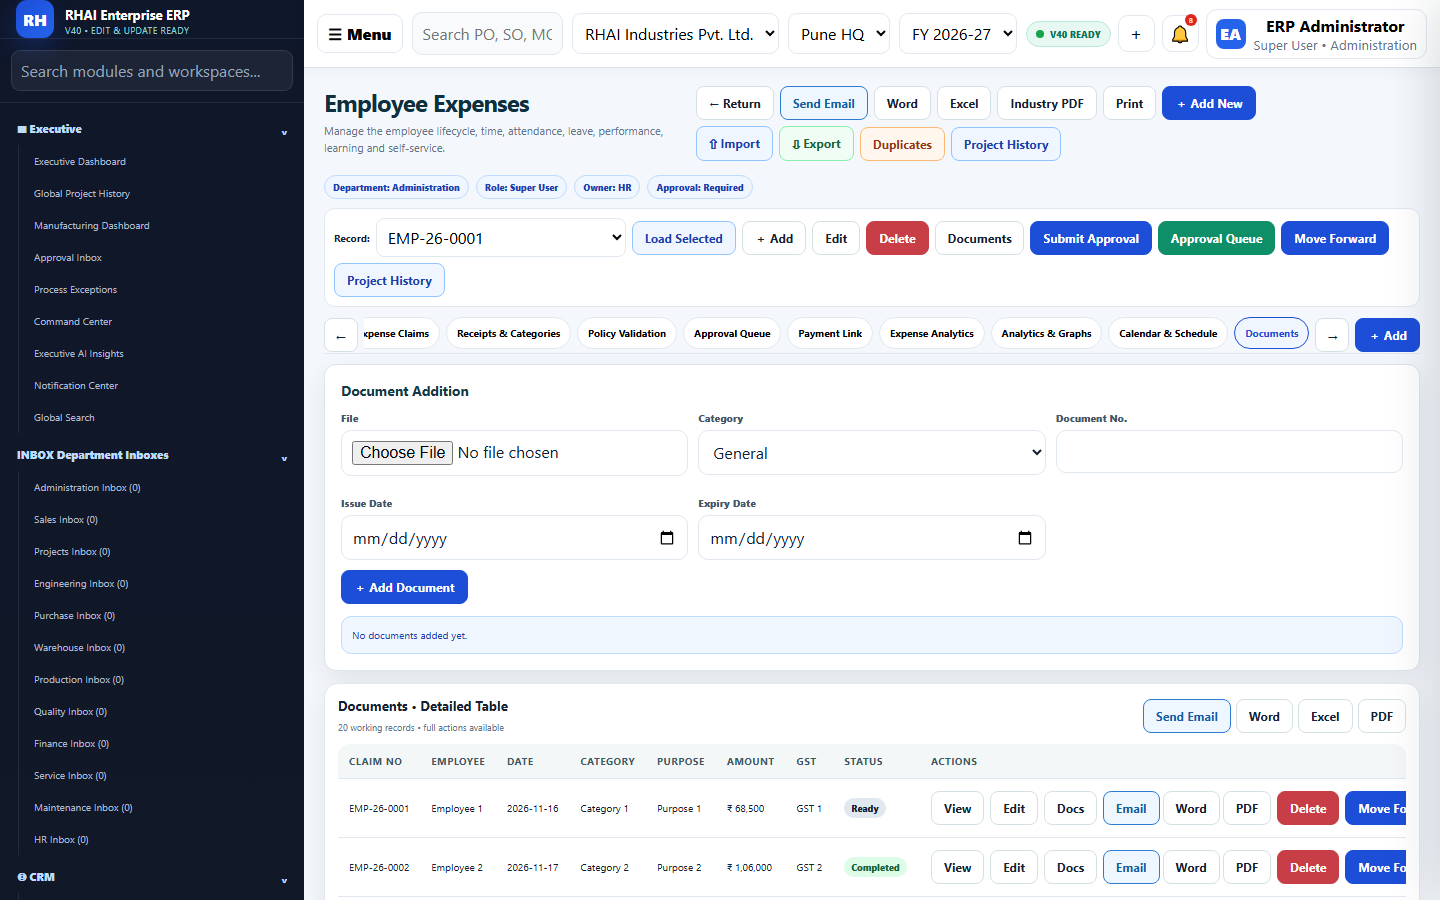 RH
RHAI Enterprise ERP
V40 • EDIT & UPDATE READY
Search modules and workspaces...
Executive
Executive Dashboard
Global Project History
Manufacturing Dashboard
Approval Inbox
Process Exceptions
Command Center
Executive AI Insights
Notification Center
Global Search
INBOX Department Inboxes
Administration Inbox (0)
Sales Inbox (0)
Projects Inbox (0)
Engineering Inbox (0)
Purchase Inbox (0)
Warehouse Inbox (0)
Production Inbox (0)
Quality Inbox (0)
Finance Inbox (0)
Service Inbox (0)
Maintenance Inbox (0)
HR Inbox (0)
CRM
☰ Menu
Search PO, SO, MC
RHAI Industries Pvt. Ltd.
Pune HQ
FY 2026-27
V40 READY
+
8
EA
ERP Administrator
Super User • Administration
Employee Expenses
Manage the employee lifecycle, time, attendance, leave, performance,
learning and self-service.
← Return
Send Email
Word
Excel
Industry PDF
Print
+ Add New
⇧ Import
⇩ Export
Duplicates
Project History
Department: Administration
Role: Super User
Owner: HR
Approval: Required
Record:
EMP-26-0001
Load Selected
+ Add
Edit
Delete
Documents
Submit Approval
Approval Queue
Move Forward
Project History
←
xpense Claims
Receipts & Categories
Policy Validation
Approval Queue
Payment Link
Expense Analytics
Analytics & Graphs
Calendar & Schedule
Documents
→
+ Add
Document Addition
File
Category
Document No.
Choose File No file chosen
General
Issue Date
Expiry Date
mm/dd/yyyy
mm/dd/yyyy
+ Add Document
No documents added yet.
Documents • Detailed Table
20 working records • full actions available
Send Email
Word
Excel
PDF
CLAIM NO EMPLOYEE DATE CATEGORY PURPOSE AMOUNT GST STATUS ACTIONS
EMP-26-0001 Employee 1 2026-11-16 Category 1 Purpose 1 ₹ 68,500 GST 1 Ready View Edit Docs Email Word PDF Delete Move Fo
EMP-26-0002 Employee 2 2026-11-17 Category 2 Purpose 2 ₹ 1,06,000 GST 2 Completed View Edit Docs Email Word PDF Delete Move Fo